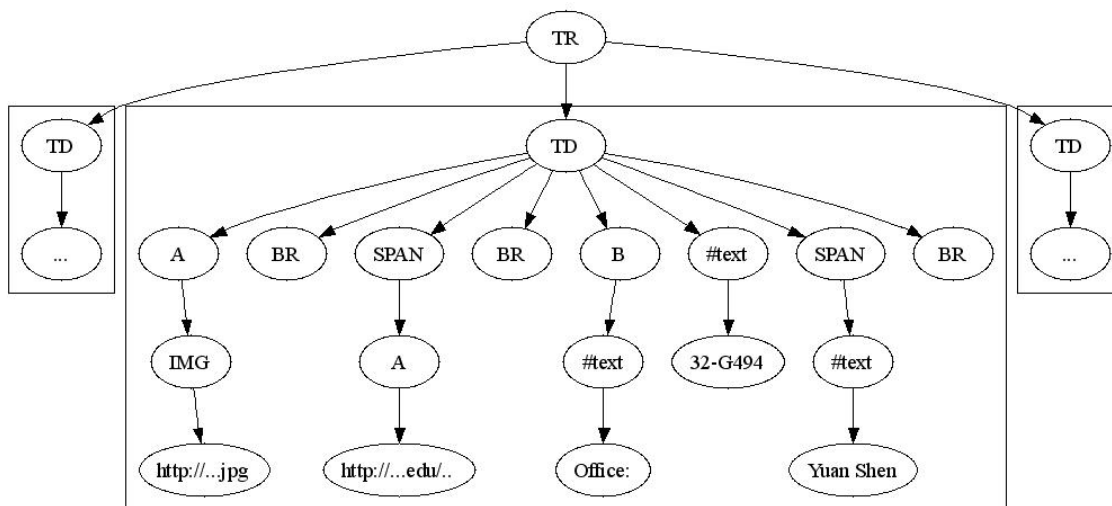 TR
TD TD TD
... A BR SPAN BR B #text SPAN BR ...
IMG A #text 32-G494 #text
http://...jpg http://...edu/.. Office: Yuan Shen